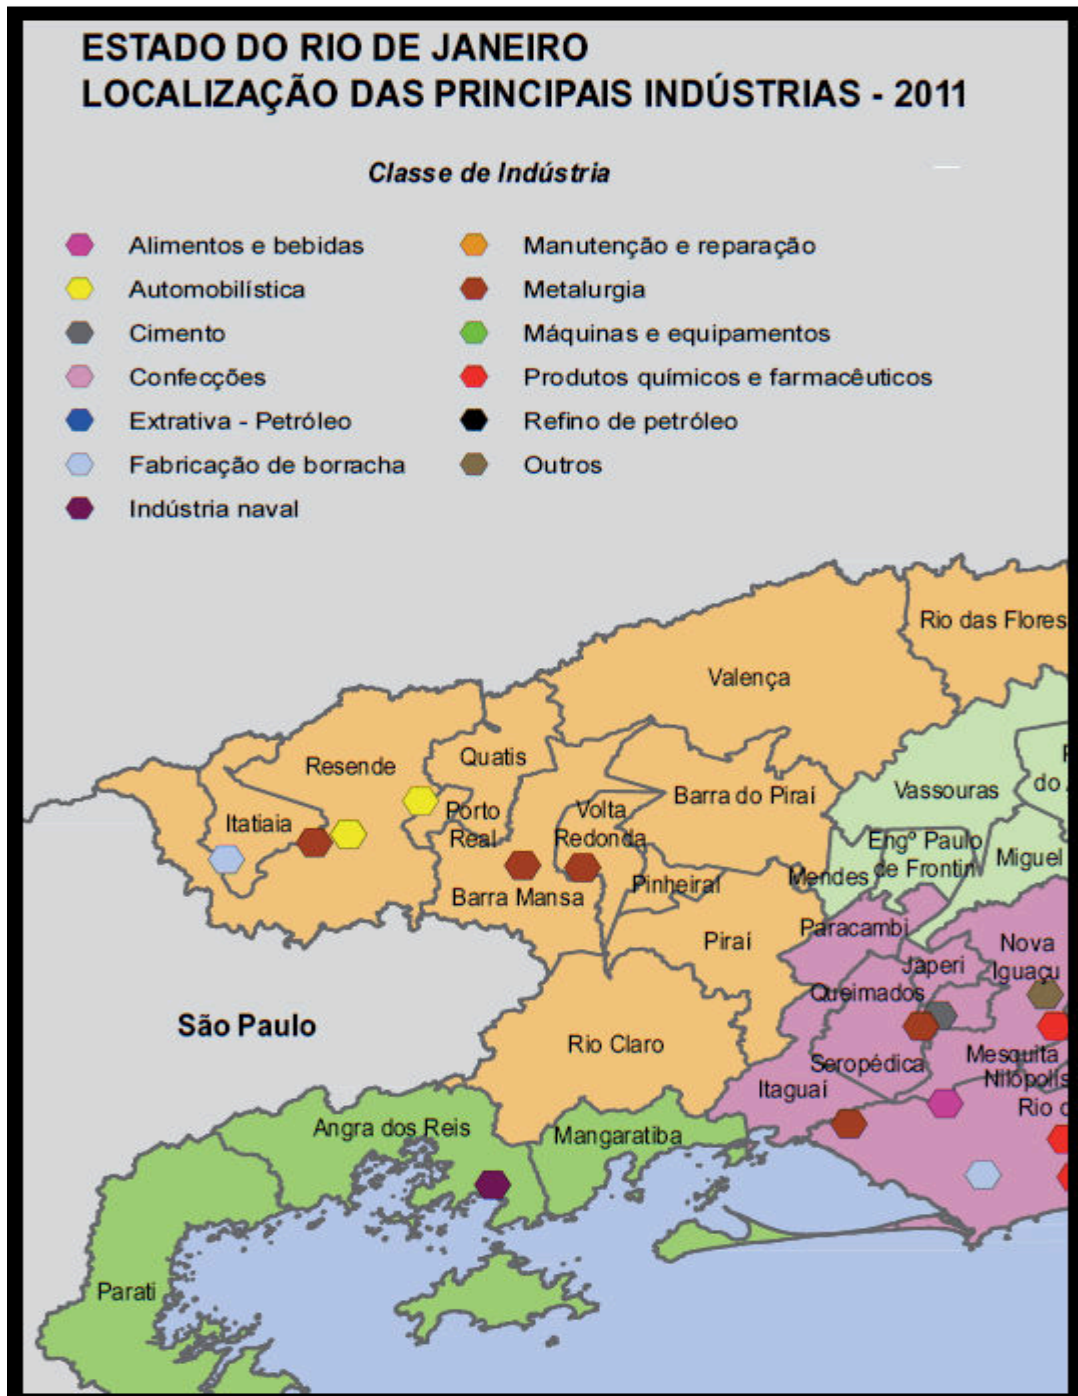 ESTADO DO RIO DE JANEIRO
LOCALIZAÇÃO DAS PRINCIPAIS INDÚSTRIAS - 2011
Classe de Indústria
Alimentos e bebidas
Automobilística
Cimento
Confecções
Extrativa - Petróleo
Fabricação de borracha
Indústria naval
Manutenção e reparação
Metalurgia
Máquinas e equipamentos
Produtos químicos e farmacêuticos
Refino de petróleo
Outros
Rio das Flores
Valença
Quatis
Resende
Vassouras
do
Barra do Piraí
Itatiaia
Porto
Real
Volta
Redonda
Engº Paulo
de Frontin
Miguel
Mendes
Pinheiral
Barra Mansa
Paracambi
Piraí
Nova
Iguaçu
Japeri
Queimados
São Paulo
Rio Claro
Mesquita
Seropédica
Nilópolis
Itaguaí
Rio
Angra dos Reis
Mangaratiba
Parati